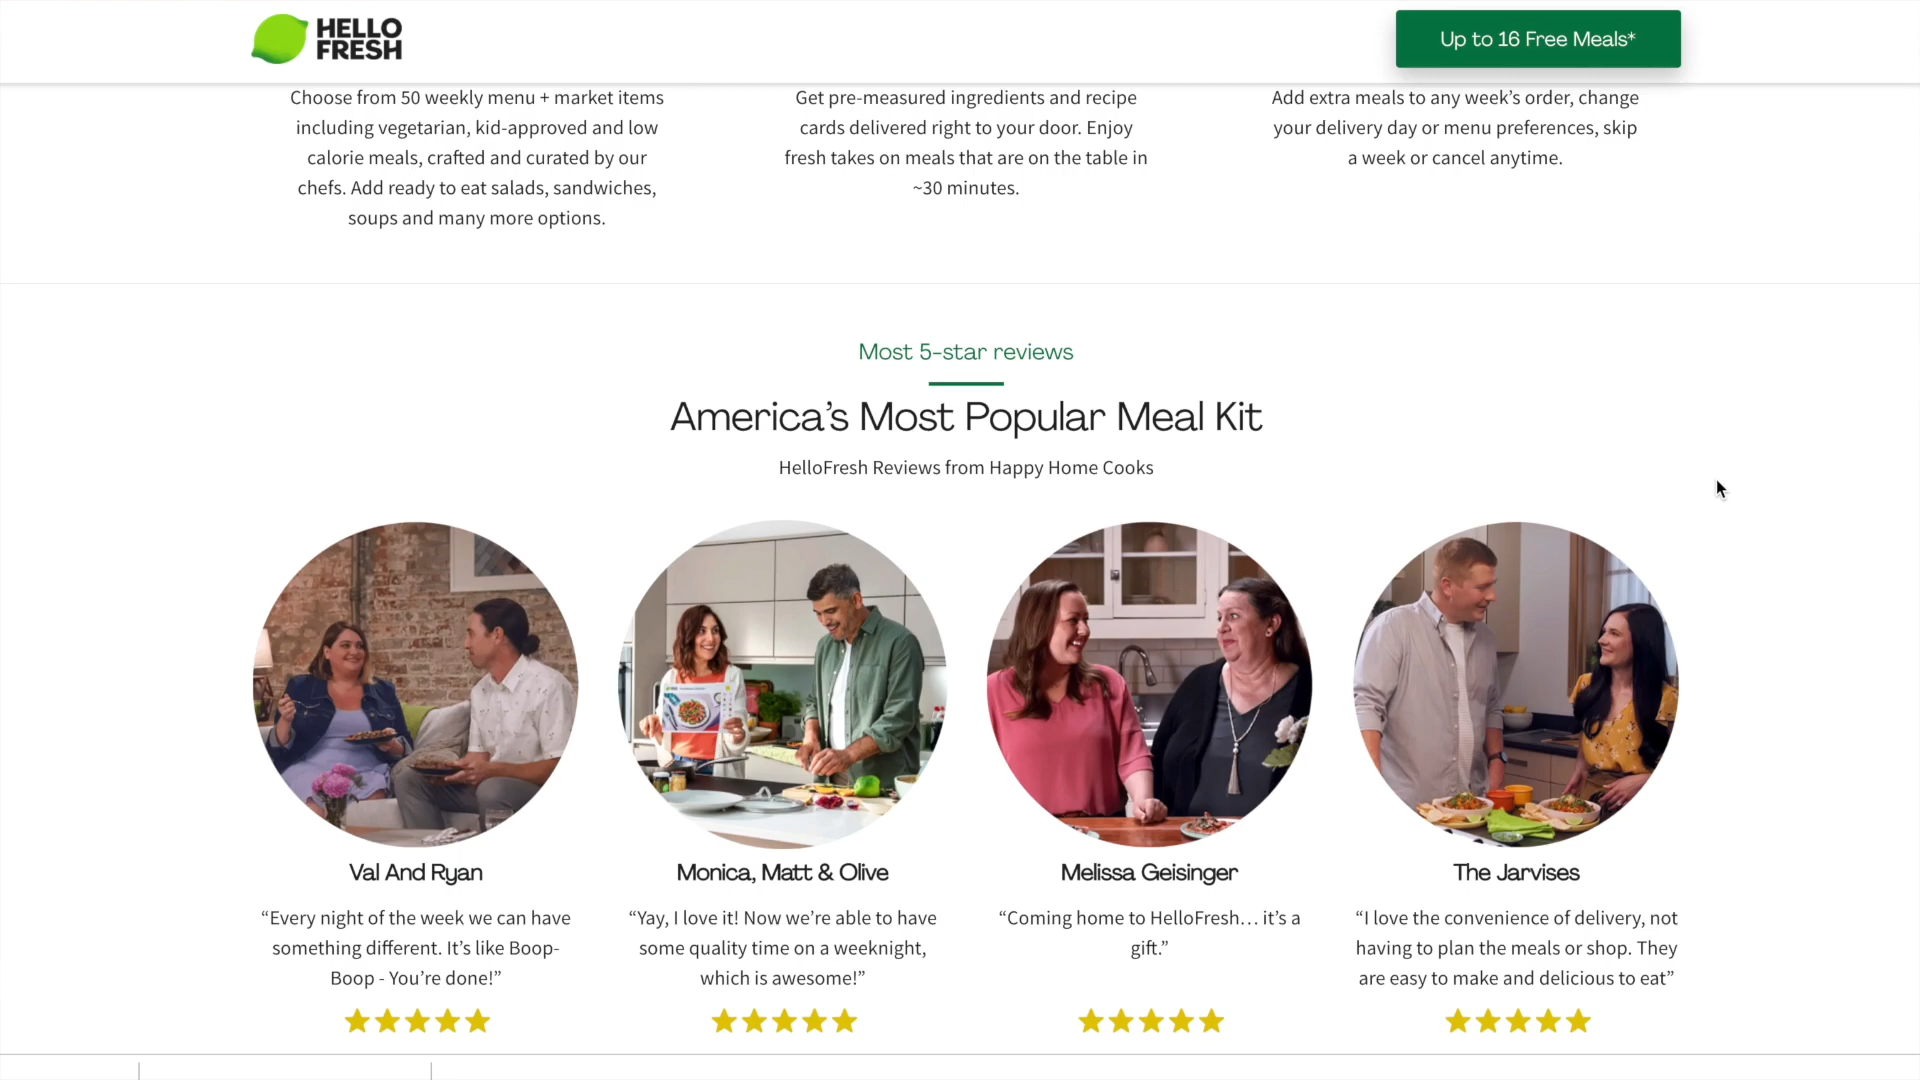 HELLO
FRESH
Up to 16 Free Meals*
Choose from 50 weekly menu + market items
including vegetarian, kid-approved and low
calorie meals, crafted and curated by our
chefs. Add ready to eat salads, sandwiches,
soups and many more options.
Get pre-measured ingredients and recipe
cards delivered right to your door. Enjoy
fresh takes on meals that are on the table in
~30 minutes.
Add extra meals to any week’s order, change
your delivery day or menu preferences, skip
a week or cancel anytime.
Most 5-star reviews
America’s Most Popular Meal Kit
HelloFresh Reviews from Happy Home Cooks
Val And Ryan
“Every night of the week we can have
something different. It’s like Boop-
Boop - You’re done!”
Monica, Matt & Olive
“Yay, I love it! Now we’re able to have
some quality time on a weeknight,
which is awesome!”
Melissa Geisinger
“Coming home to HelloFresh… it’s a
gift.”
The Jarvises
“I love the convenience of delivery, not
having to plan the meals or shop. They
are easy to make and delicious to eat”